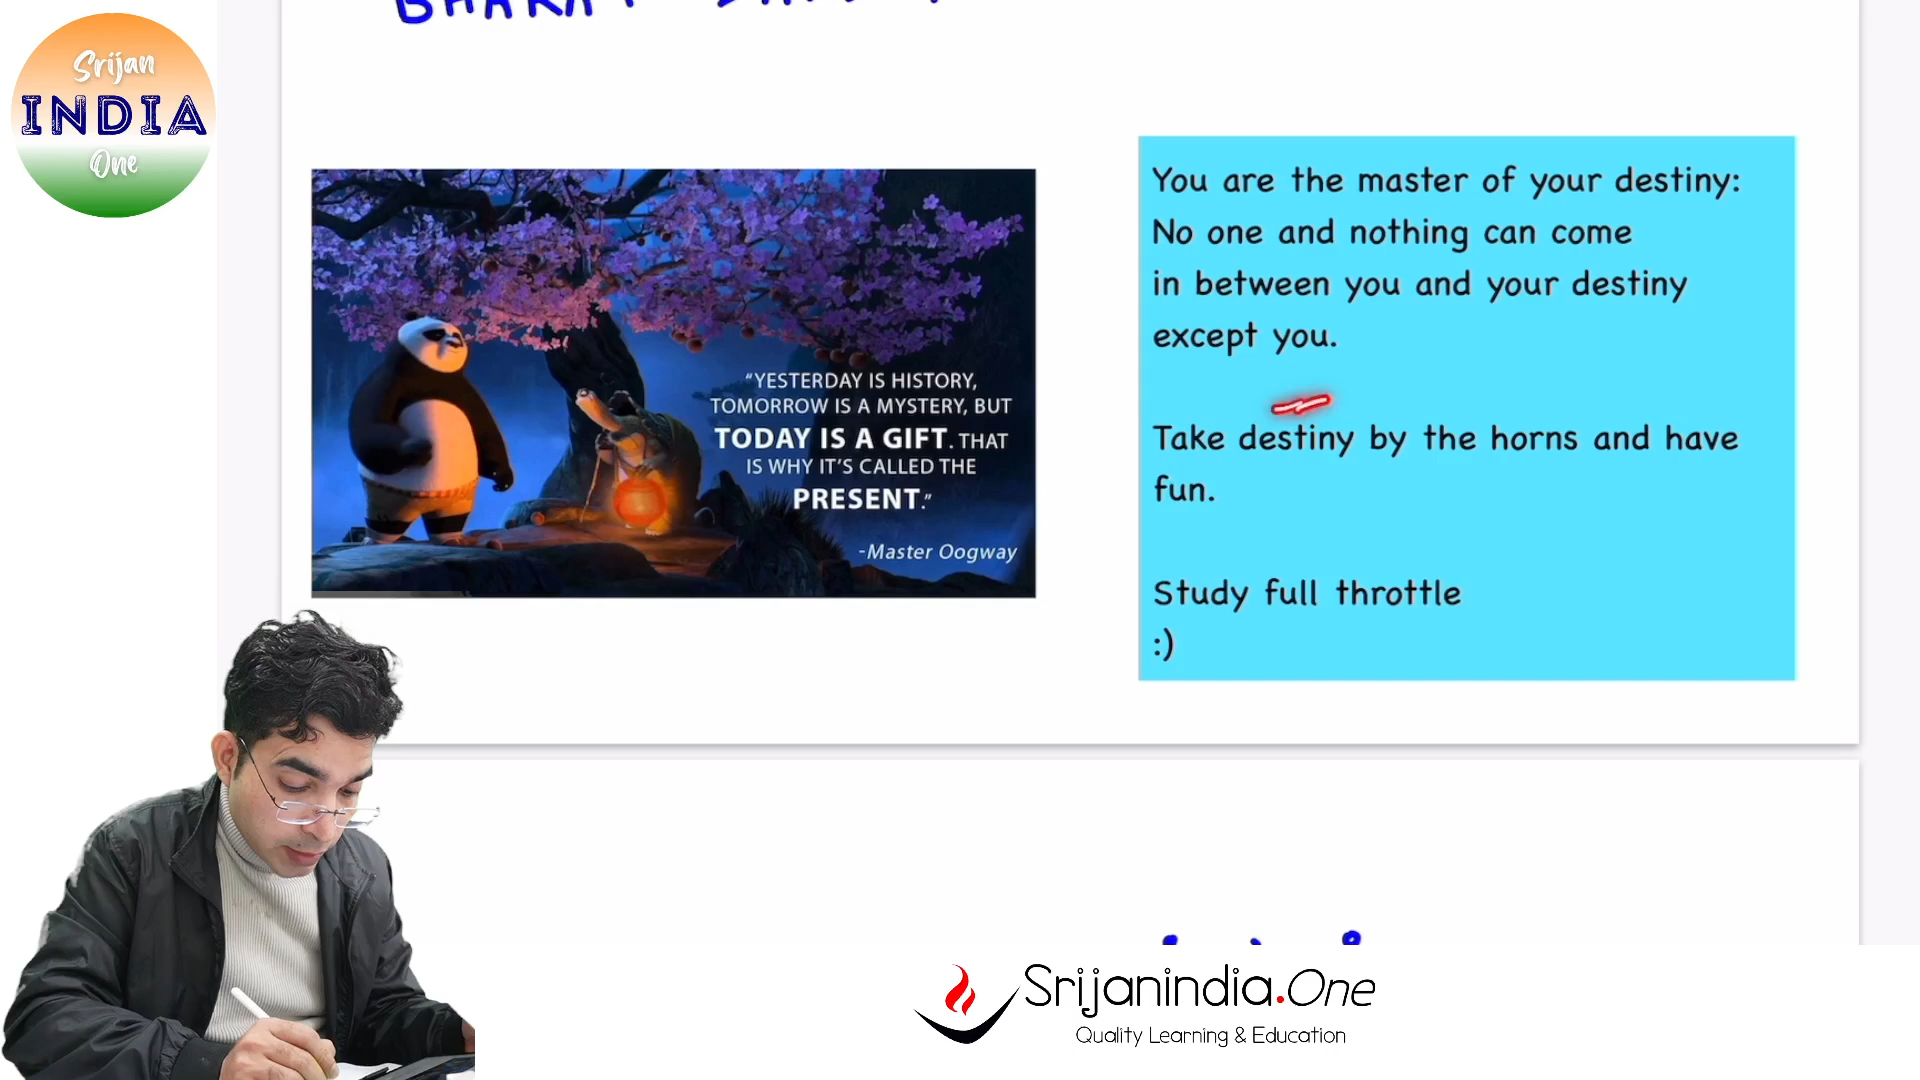 Srijan
INDIA
One
"YESTERDAY IS HISTORY,
TOMORROW IS A MYSTERY, BUT
TODAY IS A GIFT. THAT
IS WHY IT'S CALLED THE
PRESENT."
-Master Oogway
You are the master of your destiny:
No one and nothing can come
in between you and your destiny
except you.
Take destiny by the horns and have
fun.
Study full throttle
:)
Srijanindia.One
Quality Learning & Education